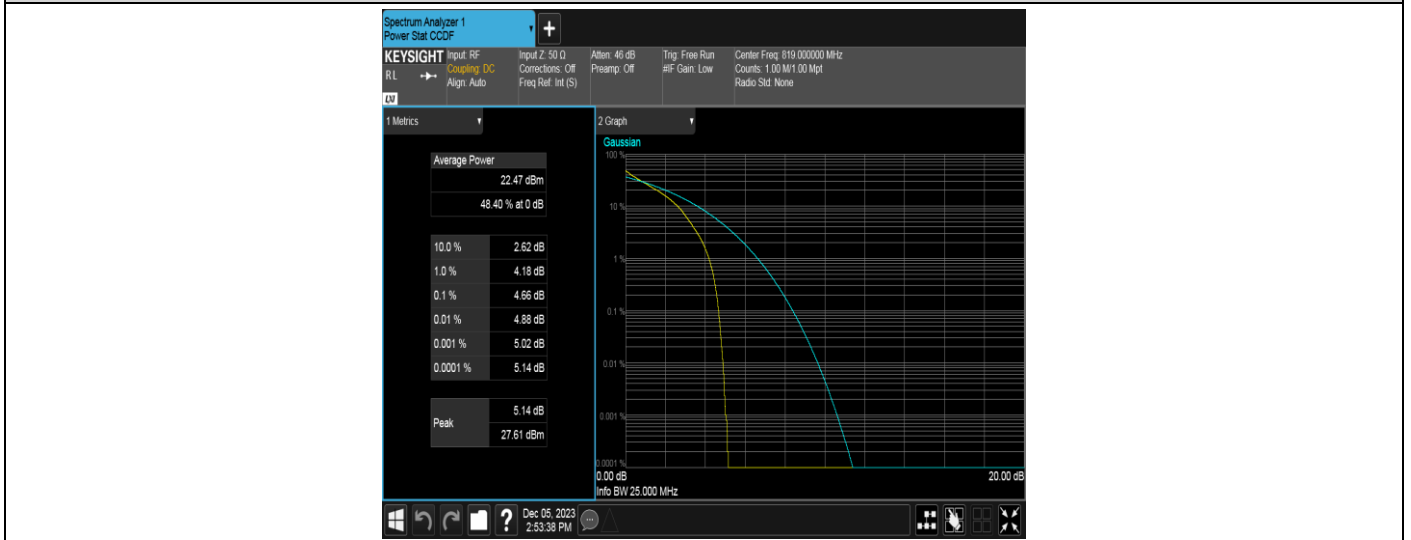 Spectrum Analyzer 1
Power Stat CCDF
+
KEYSIGHT
RL
LXI
Input: RF
Coupling: DC
Align: Auto
Input Z: 50 Ω
Corrections: Off
Freq Ref: Int (S)
Atten: 46 dB
Preamp: Off
Trig: Free Run
#IF Gain: Low
Center Freq: 819.000000 MHz
Counts: 1.00 M/1.00 Mpt
Radio Std: None
1 Metrics
Average Power
22.47 dBm
48.40 % at 0 dB
10.0 % 2.62 dB
1.0 % 4.18 dB
0.1 % 4.66 dB
0.01 % 4.88 dB
0.001 % 5.02 dB
0.0001 % 5.14 dB
Peak
5.14 dB
27.61 dBm
2 Graph
Gaussian
100 %
10 %
1 %
0.1 %
0.01 %
0.001 %
0.0001 %
0.00 dB 20.00 dB
Info BW 25.000 MHz
?
Dec 05, 2023
2:53:38 PM